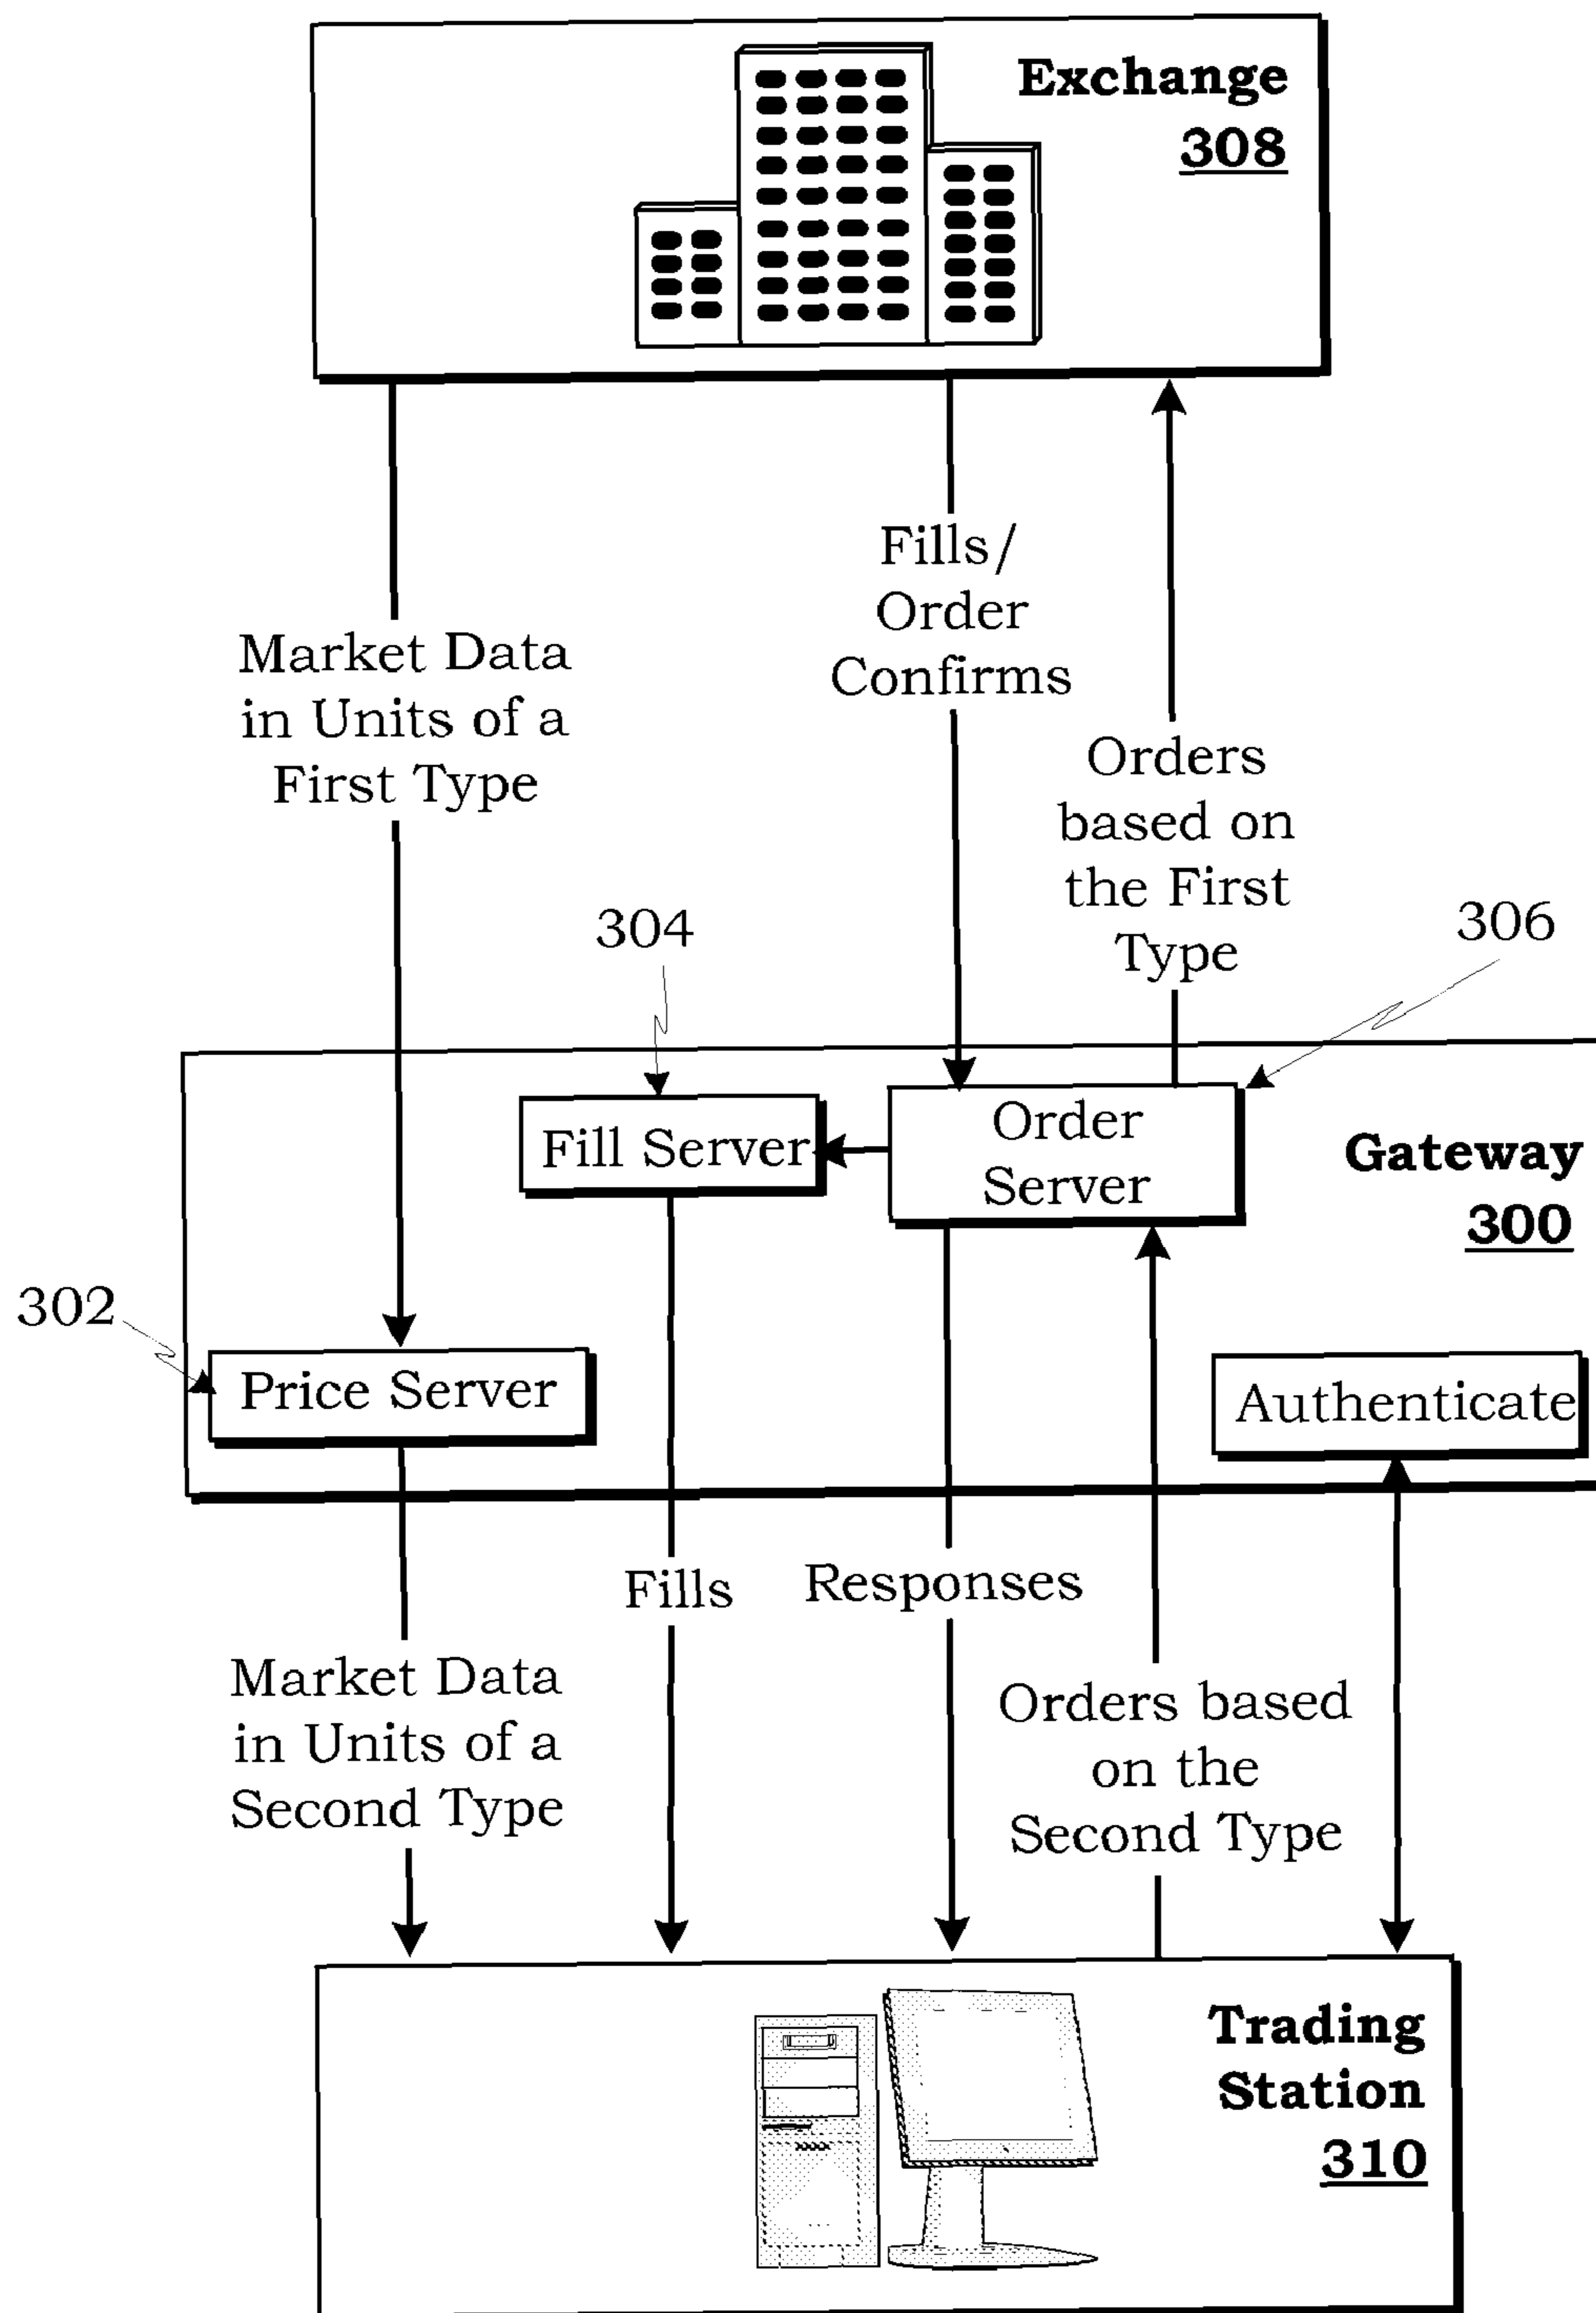 Exchange
308
Fills/
Order
Confirms
Market Data
in Units of a
First Type
Orders
based on
the First
Type
304
306
Fill Server
Order
Server
Gateway
300
302
Price Server
Authenticate
Fills
Responses
Market Data
in Units of a
Second Type
Orders based
on the
Second Type
Trading
Station
310